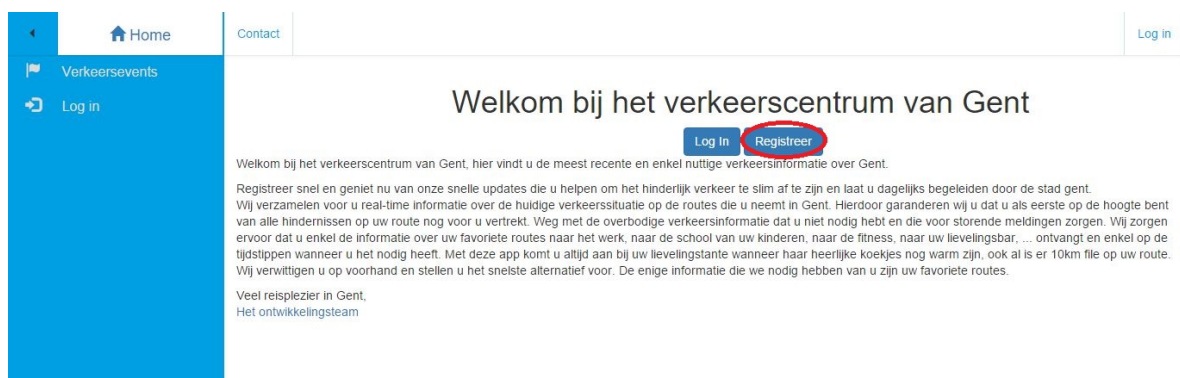 Home
Contact
Log in
Verkeersevents
Log in
Welkom bij het verkeerscentrum van Gent
Log In
Registreer
Welkom bij het verkeerscentrum van Gent, hier vindt u de meest recente en enkel nuttige verkeersinformatie over Gent.
Registreer snel en geniet nu van onze snelle updates die u helpen om het hinderlijk verkeer te slim af te zijn en laat u dagelijks begeleiden door de stad gent.
Wij verzamelen voor u real-time informatie over de huidige verkeerssituatie op de routes die u neemt in Gent. Hierdoor garanderen wij u dat u als eerste op de hoogte bent
van alle hindernissen op uw route nog voor u vertrekt. Weg met de overbodige verkeersinformatie dat u niet nodig hebt en die voor storende meldingen zorgen. Wij zorgen
ervoor dat u enkel de informatie over uw favoriete routes naar het werk, naar de school van uw kinderen, naar de fitness, naar uw lievelingsbar, ... ontvangt en enkel op de
tijdstippen wanneer u het nodig heeft. Met deze app komt u altijd aan bij uw lievelingstante wanneer haar heerlijke koekjes nog warm zijn, ook al is er 10km file op uw route.
Wij verwittigen u op voorhand en stellen u het snelste alternatief voor. De enige informatie die we nodig hebben van u zijn uw favoriete routes.
Veel reisplezier in Gent,
Het ontwikkelingsteam